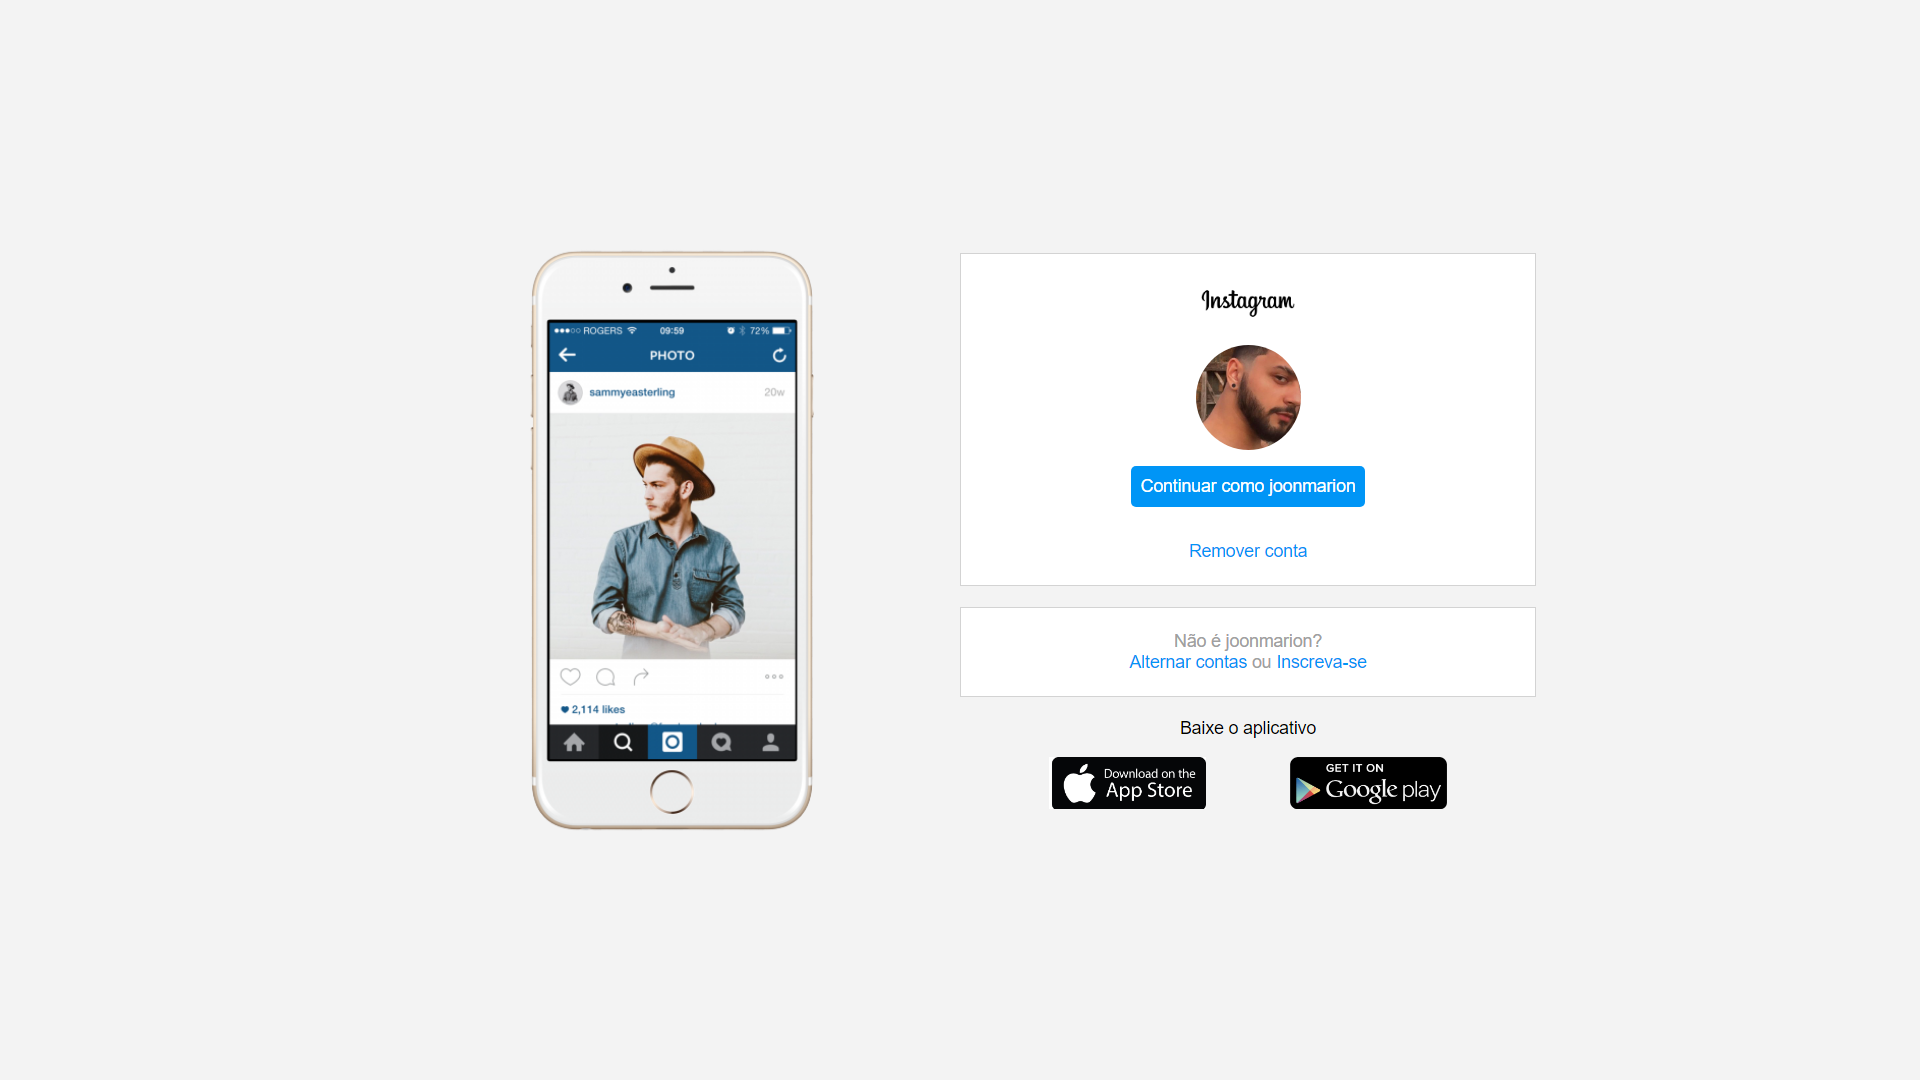 ROGERS 09:59 72%
PHOTO
sammyeasterling 20w
2,114 likes
Instagram
Continuar como joonmarion
Remover conta
Não é joonmarion?
Alternar contas ou Inscreva-se
Baixe o aplicativo
Download on the
App Store
GET IT ON
Google play